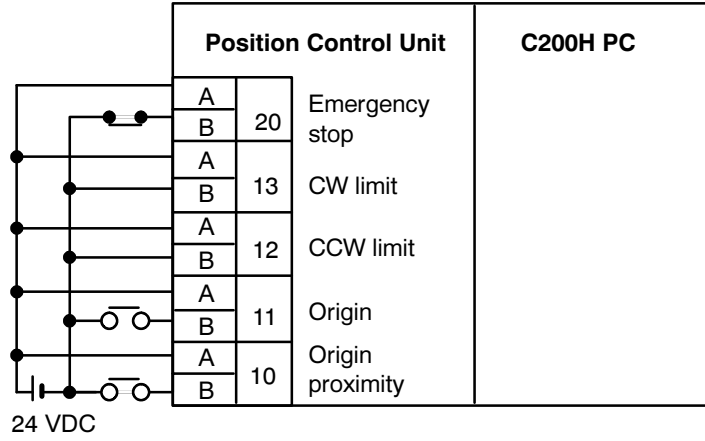 Position Control Unit
C200H PC
A
B
20
Emergency
stop
A
B
13
CW limit
A
B
12
CCW limit
A
B
11
Origin
A
B
10
Origin
proximity
24 VDC